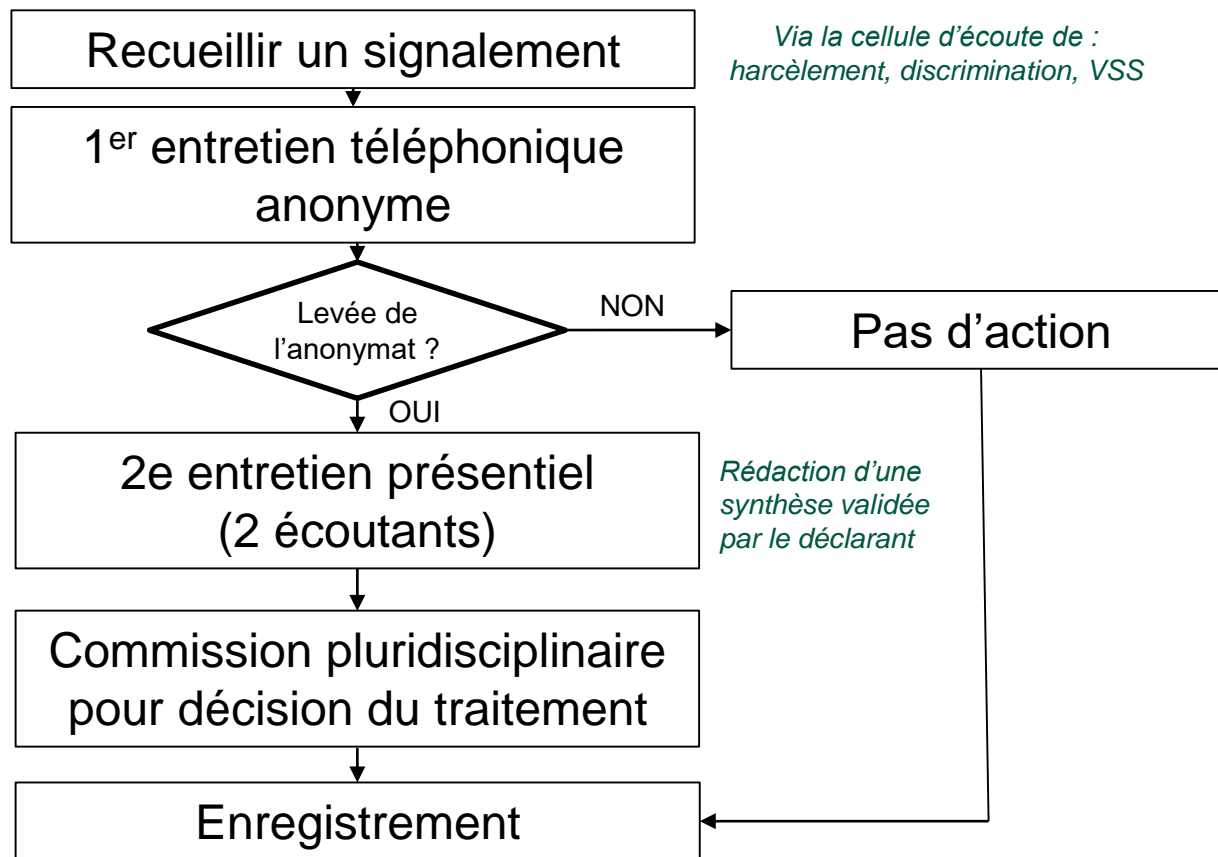 Recueillir un signalement
Via la cellule d'écoute de :
harcèlement, discrimination, VSS
1er entretien téléphonique
anonyme
Levée de
l'anonymat ?
NON
Pas d'action
OUI
2e entretien présentiel
(2 écoutants)
Rédaction d'une
synthèse validée
par le déclarant
Commission pluridisciplinaire
pour décision du traitement
Enregistrement